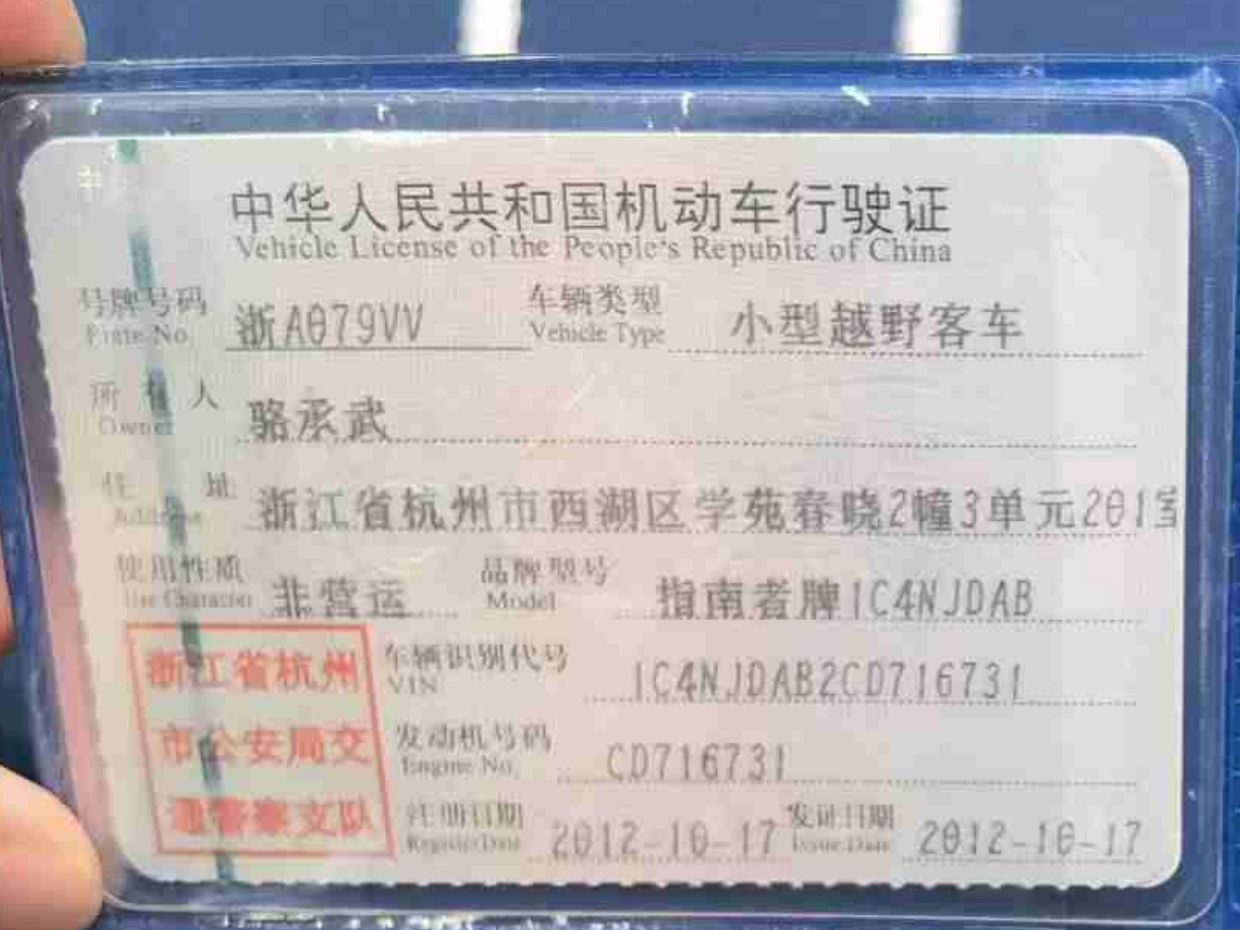 中华人民共和国机动车行驶证
Vehicle License of the People's Republic of China
号牌号码 浙A079VV 车辆类型 小型越野客车
Plate No. Vehicle Type
所有人 骆承武
Owner
住址 浙江省杭州市西湖区学苑春晓2幢3单元201室
Address
使用性质 非营运 品牌型号 指南者牌1C4NJDAB
Use Character Model
浙江省杭州
市公安局交
通警察支队
车辆识别代号 1C4NJDAB2CD716731
VIN
发动机号码 CD716731
Engine No.
注册日期 2012-10-17 发证日期 2012-10-17
Register Date Issue Date